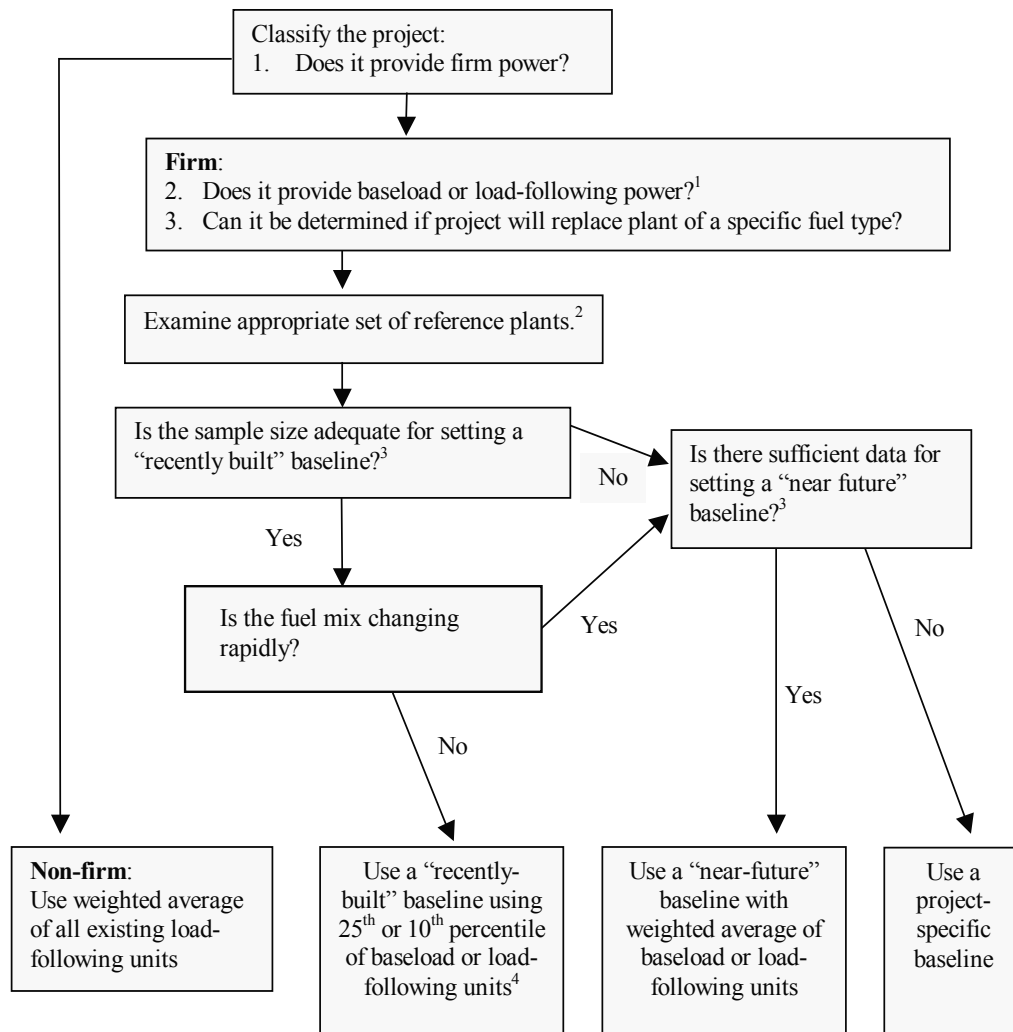 Classify the project:
1. Does it provide firm power?
Firm:
2. Does it provide baseload or load-following power?¹
3. Can it be determined if project will replace plant of a specific fuel type?
Examine appropriate set of reference plants.²
Is the sample size adequate for setting a
“recently built” baseline?³
No
Is there sufficient data for
setting a “near future”
baseline?³
Yes
Is the fuel mix changing
rapidly?
Yes
No
Yes
No
Non-firm:
Use weighted average
of all existing load-
following units
Use a “recently-
built” baseline using
25th or 10th percentile
of baseload or load-
following units⁴
Use a “near-future”
baseline with
weighted average of
baseload or load-
following units
Use a
project-
specific
baseline